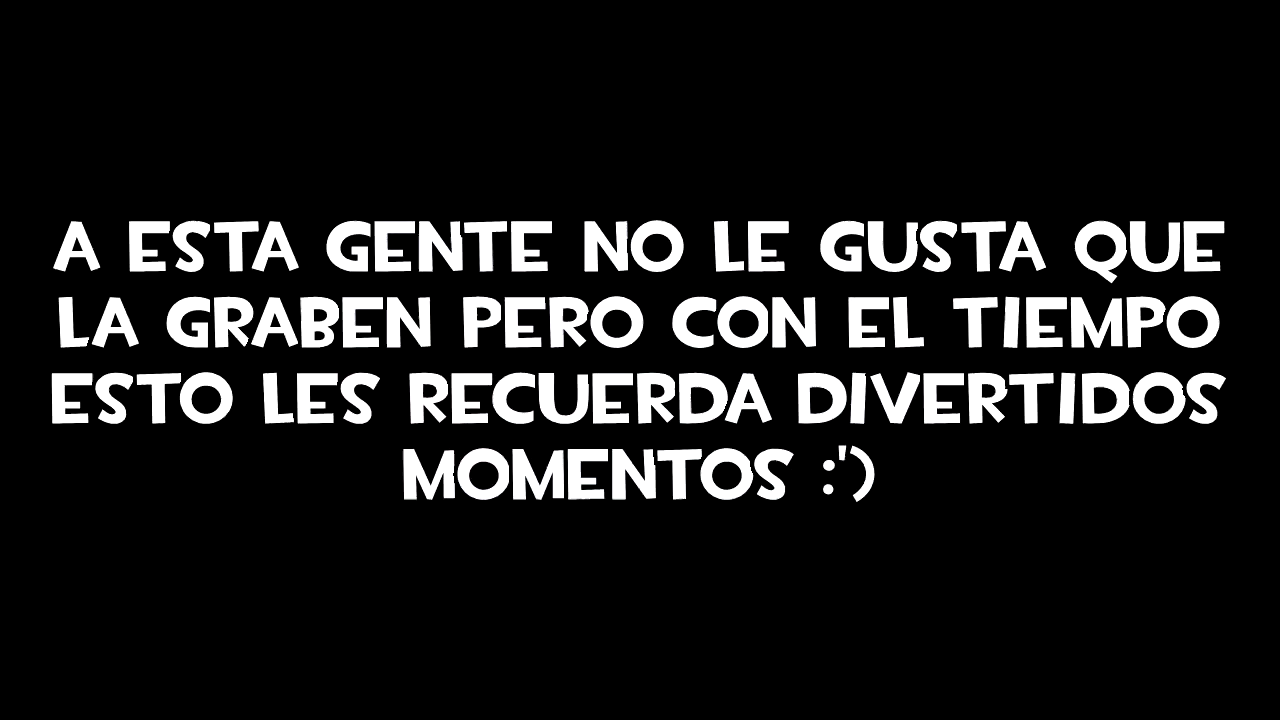 A ESTA GENTE NO LE GUSTA QUE
LA GRABEN PERO CON EL TIEMPO
ESTO LES RECUERDA DIVERTIDOS
MOMENTOS :')